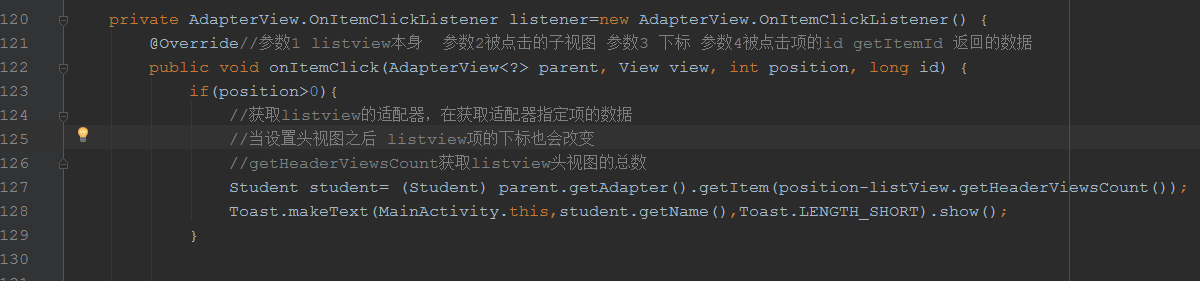 120 private AdapterView.OnItemClickListener listener=new AdapterView.OnItemClickListener() {
121 @Override//参数1 listview本身  参数2被点击的子视图 参数3 下标 参数4被点击项的id getItemId 返回的数据
122 public void onItemClick(AdapterView<?> parent, View view, int position, long id) {
123 if(position>0){
124 //获取listview的适配器，在获取适配器指定项的数据
125 //当设置头视图之后 listview项的下标也会改变
126 //getHeaderViewsCount获取listview头视图的总数
127 Student student= (Student) parent.getAdapter().getItem(position-listView.getHeaderViewsCount());
128 Toast.makeText(MainActivity.this,student.getName(),Toast.LENGTH_SHORT).show();
129 }
130